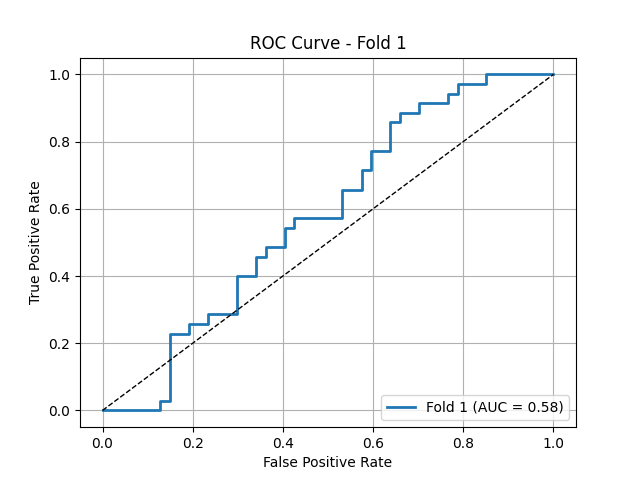 ROC Curve - Fold 1
1.0
0.8
0.6
0.4
0.2
0.0
True Positive Rate
Fold 1 (AUC = 0.58)
0.0 0.2 0.4 0.6 0.8 1.0
False Positive Rate